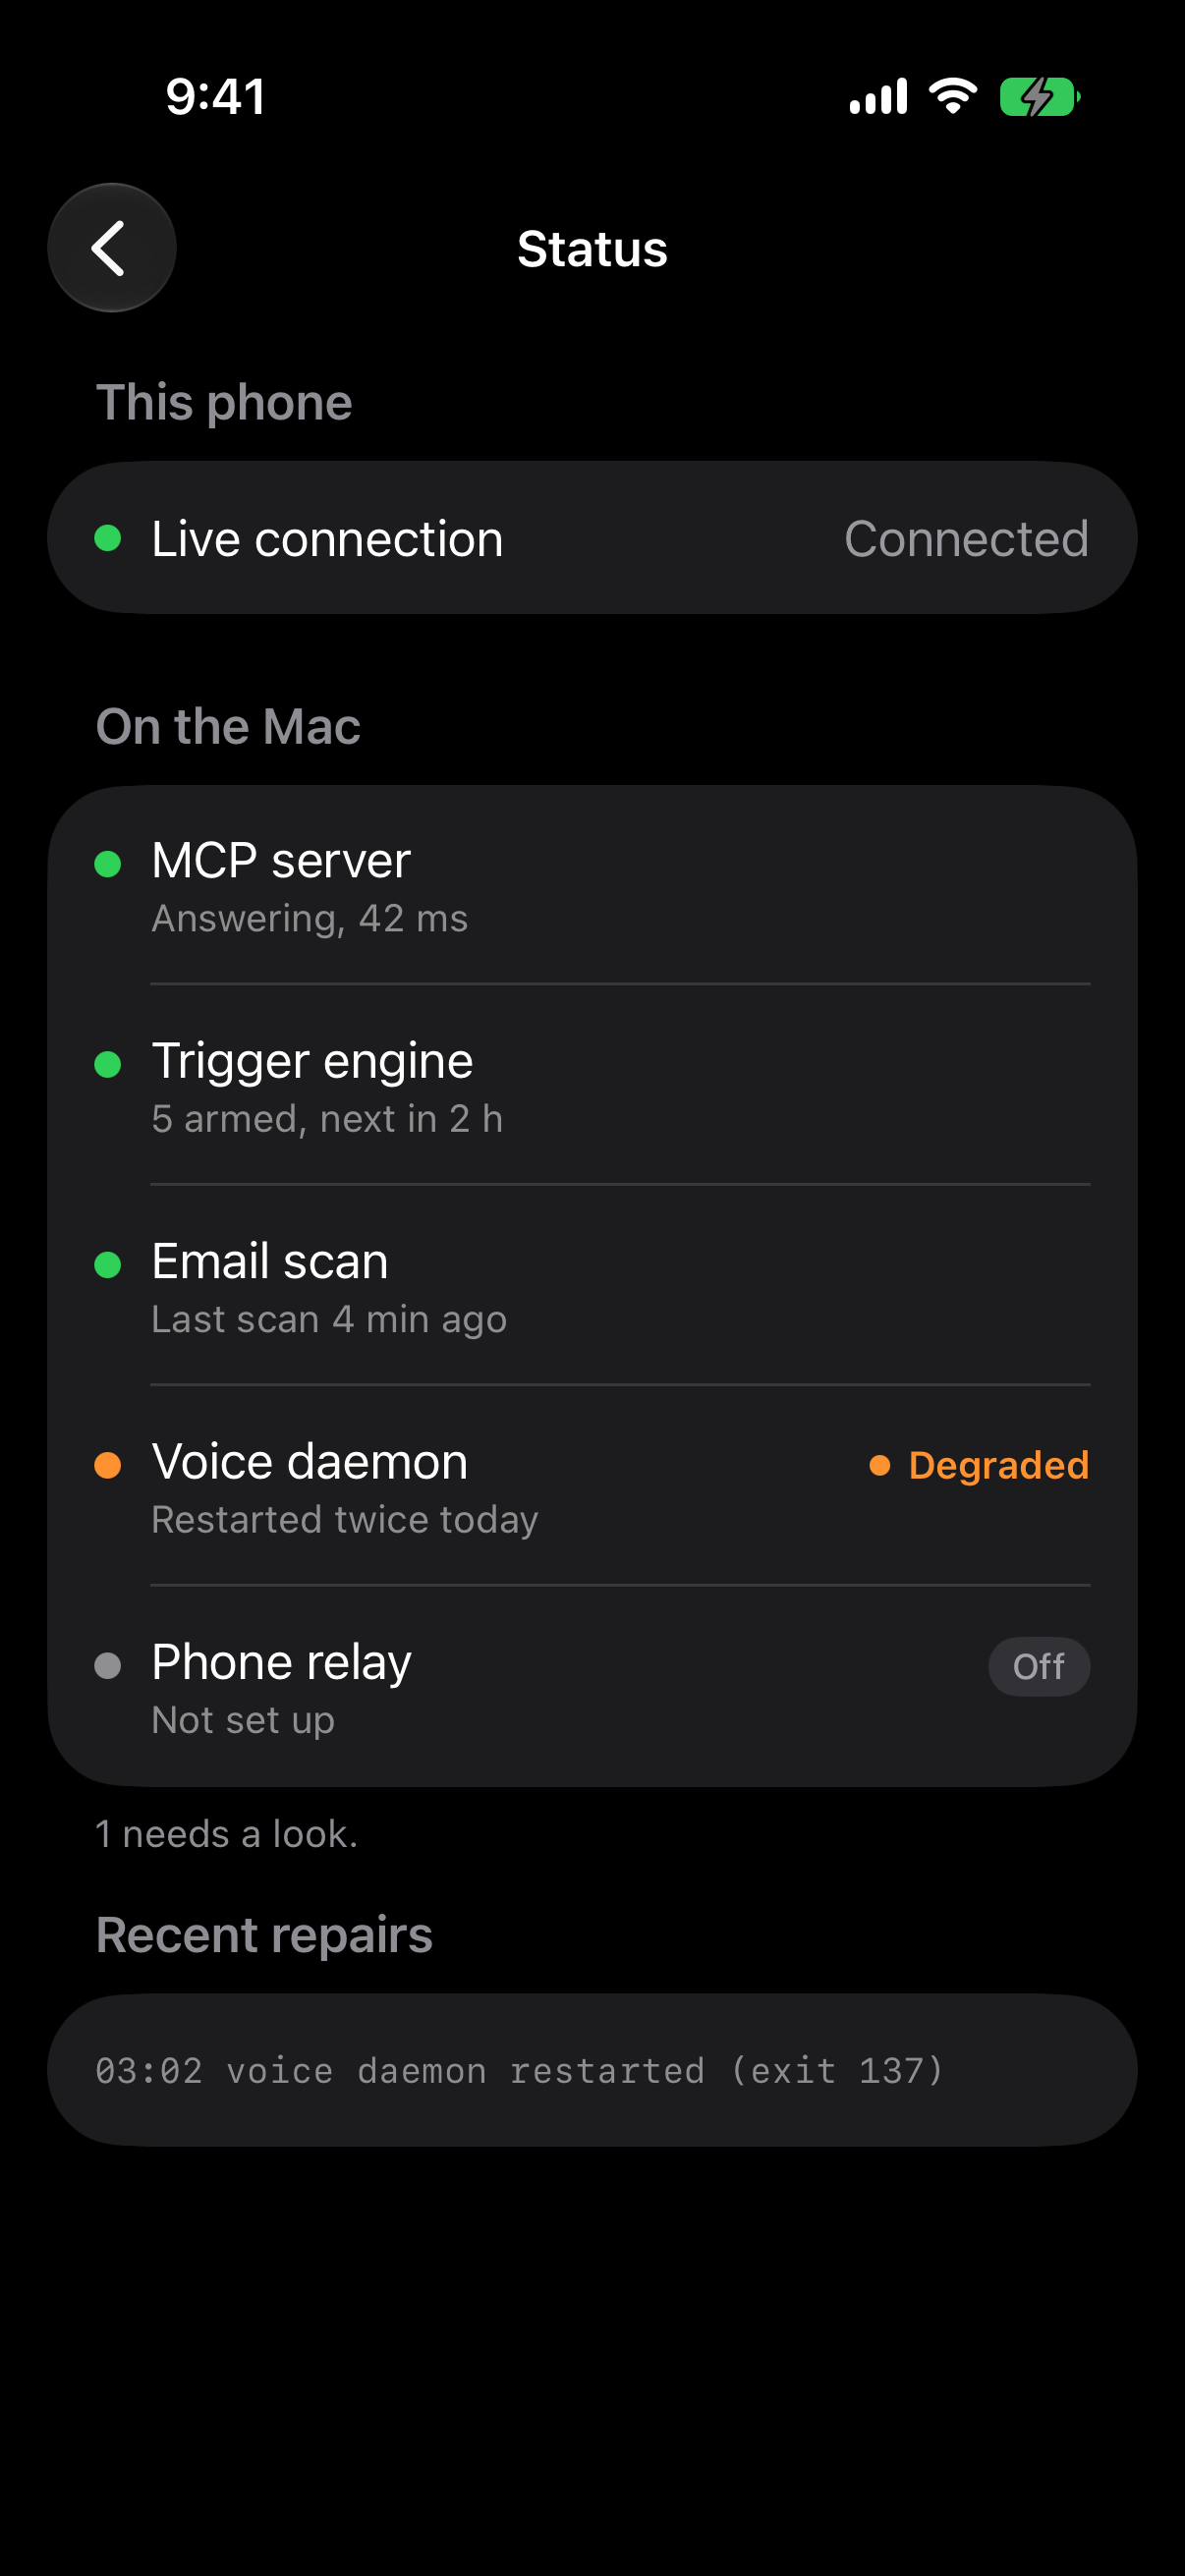 9:41
Status
This phone
Live connection Connected
On the Mac
MCP server
Answering, 42 ms
Trigger engine
5 armed, next in 2 h
Email scan
Last scan 4 min ago
Voice daemon Degraded
Restarted twice today
Phone relay Off
Not set up
1 needs a look.
Recent repairs
03:02 voice daemon restarted (exit 137)